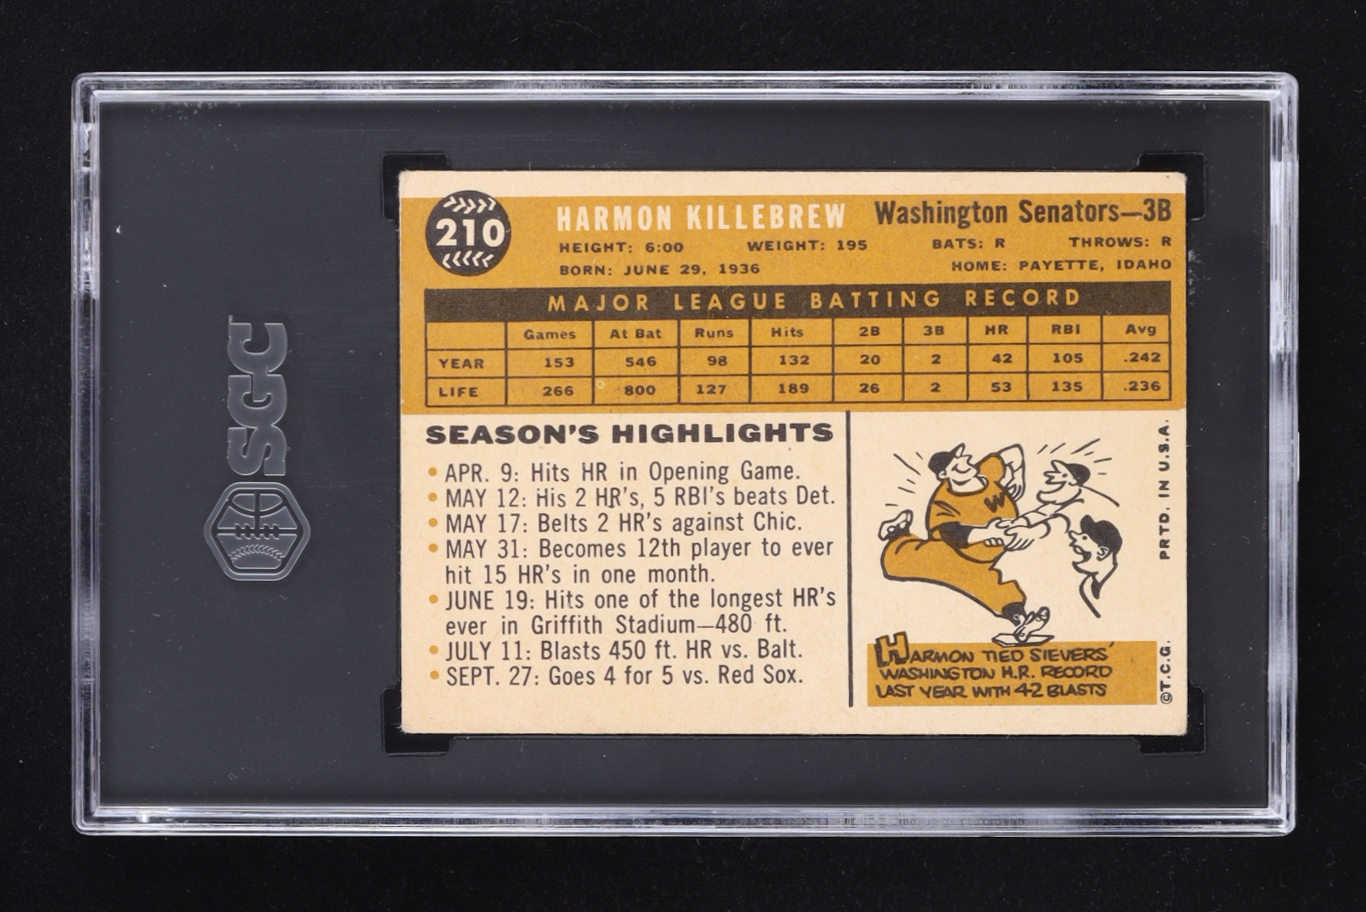 SGC
210
HARMON KILLEBREW Washington Senators—3B
HEIGHT: 6:00 WEIGHT: 195 BATS: R THROWS: R
BORN: JUNE 29, 1936 HOME: PAYETTE, IDAHO
MAJOR LEAGUE BATTING RECORD
Games At Bat Runs Hits 2B 3B HR RBI Avg
YEAR 153 546 98 132 20 2 42 105 .242
LIFE 266 800 127 189 26 2 53 135 .236
SEASON'S HIGHLIGHTS
• APR. 9: Hits HR in Opening Game.
• MAY 12: His 2 HR's, 5 RBI's beats Det.
• MAY 17: Belts 2 HR's against Chic.
• MAY 31: Becomes 12th player to ever
hit 15 HR's in one month.
• JUNE 19: Hits one of the longest HR's
ever in Griffith Stadium—480 ft.
• JULY 11: Blasts 450 ft. HR vs. Balt.
• SEPT. 27: Goes 4 for 5 vs. Red Sox.
W
HARMON TIED SIEVERS'
WASHINGTON H.R. RECORD
LAST YEAR WITH 42 BLASTS
©T.C.G. PRTD. IN U.S.A.